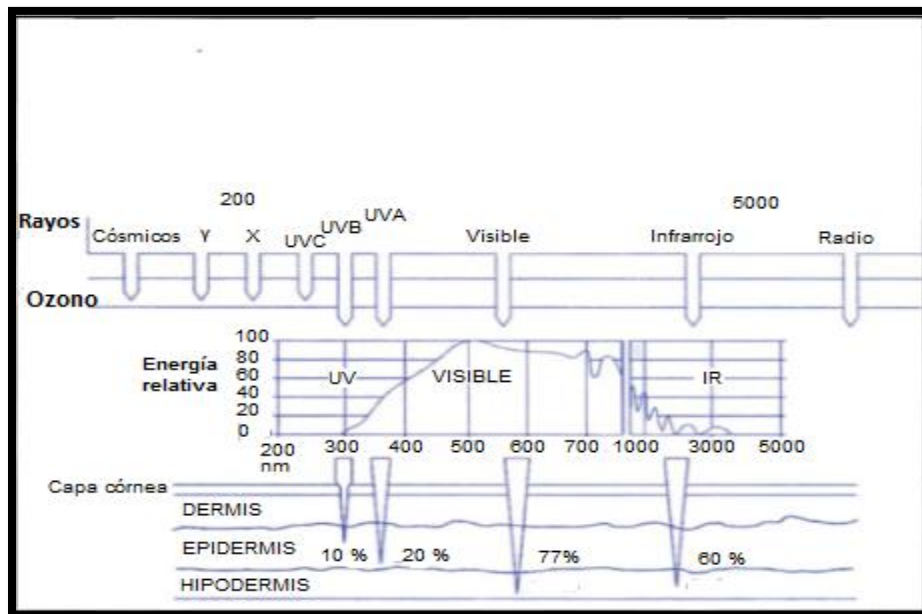 200 5000
Rayos
Cósmicos Y X UVC UVB UVA Visible Infrarrojo Radio
Ozono
Energía
relativa
100
80
60
40
20
0
UV VISIBLE IR
200 300 400 500 600 700 1000 3000 5000
nm
Capa córnea
DERMIS
EPIDERMIS 10 % 20 % 77% 60 %
HIPODERMIS